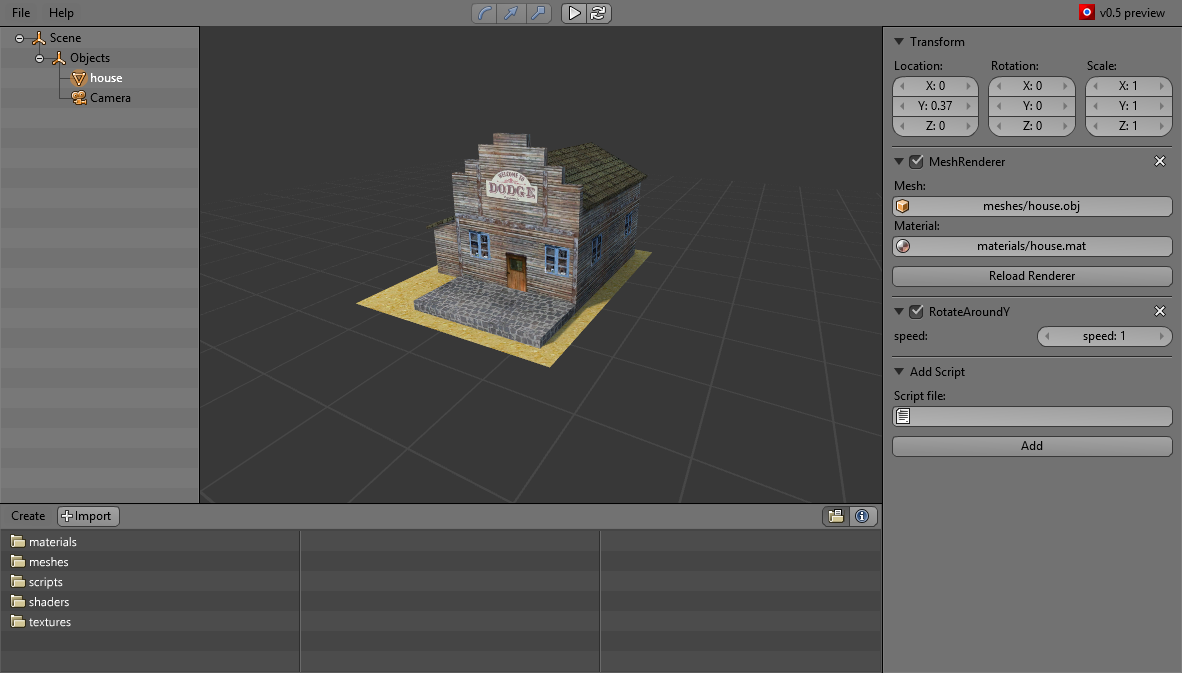 File Help
v0.5 preview
Scene
Objects
house
Camera
WELCOME TO
DODGE
Transform
Location: Rotation: Scale:
X: 0 X: 0 X: 1
Y: 0.37 Y: 0 Y: 1
Z: 0 Z: 0 Z: 1
MeshRenderer
Mesh:
meshes/house.obj
Material:
materials/house.mat
Reload Renderer
RotateAroundY
speed: speed: 1
Add Script
Script file:
Add
Create Import
materials
meshes
scripts
shaders
textures